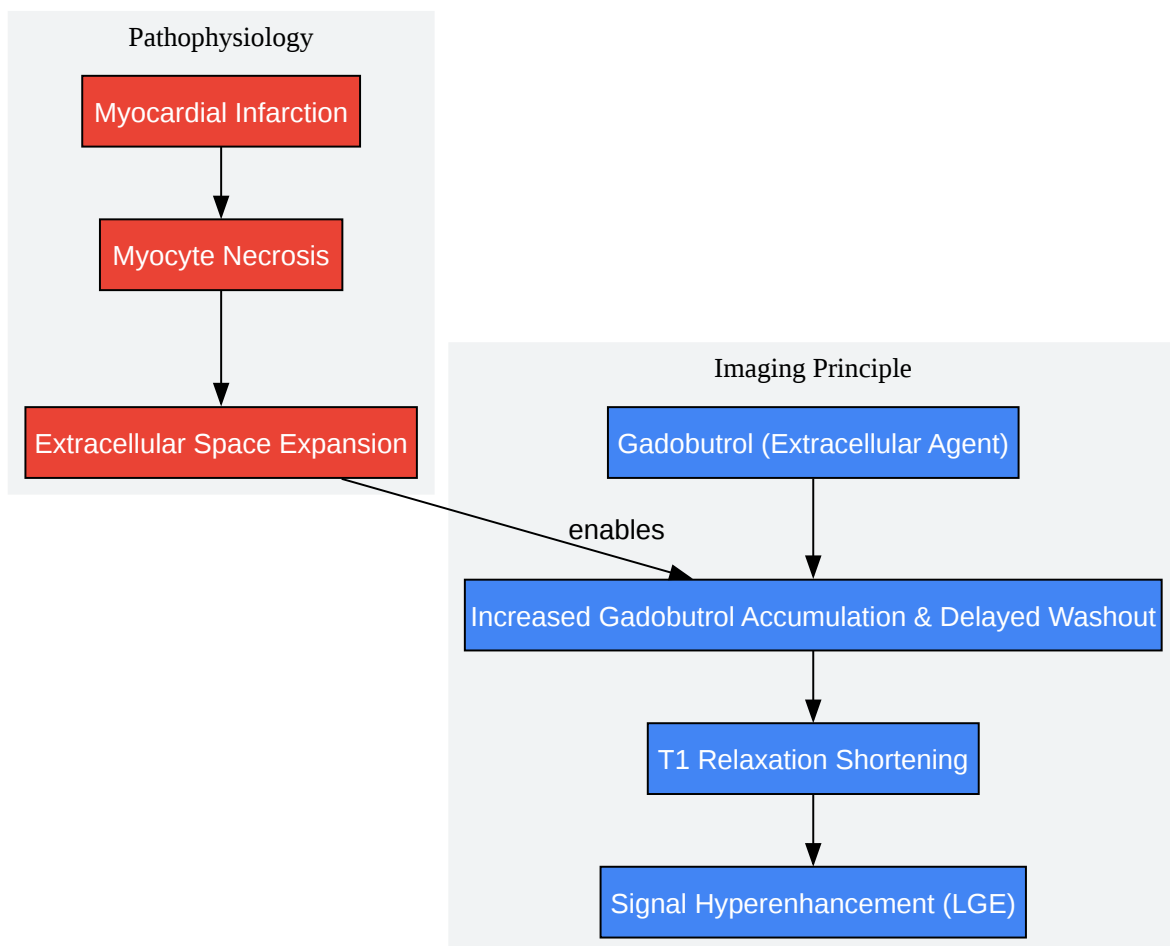 Pathophysiology
Myocardial Infarction
Myocyte Necrosis
Extracellular Space Expansion
Imaging Principle
Gadobutrol (Extracellular Agent)
enables
Increased Gadobutrol Accumulation & Delayed Washout
T1 Relaxation Shortening
Signal Hyperenhancement (LGE)